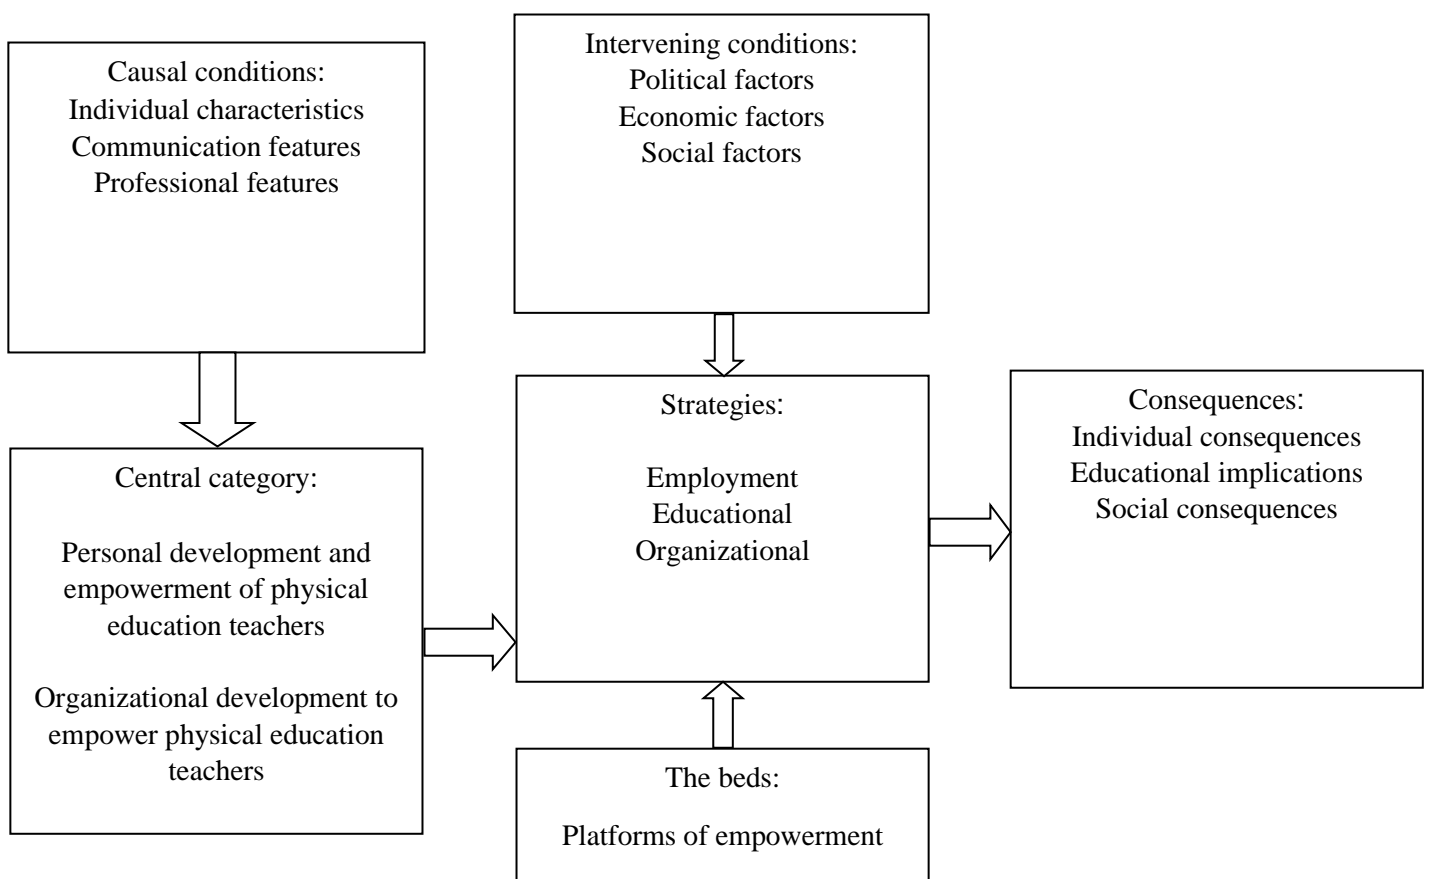 Causal conditions:
Individual characteristics
Communication features
Professional features
Intervening conditions:
Political factors
Economic factors
Social factors
Central category:
Personal development and
empowerment of physical
education teachers
Organizational development to
empower physical education
teachers
Strategies:
Employment
Educational
Organizational
Consequences:
Individual consequences
Educational implications
Social consequences
The beds:
Platforms of empowerment